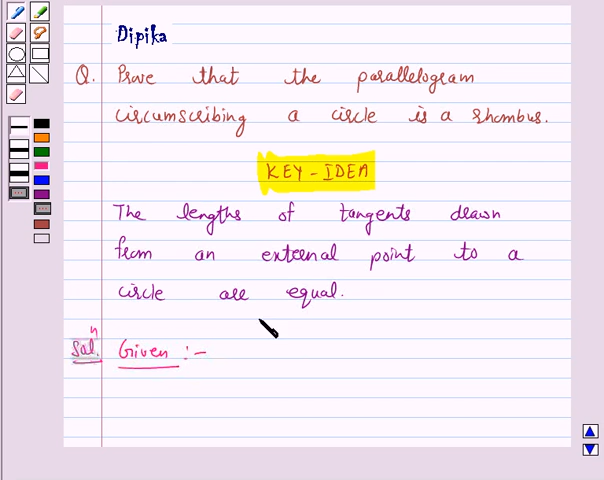 Dipika
Q. Prove that the parallelogram
circumscribing a circle is a rhombus.
KEY-IDEA
The lengths of tangents drawn
from an external point to a
circle are equal.
Solⁿ. Given :-